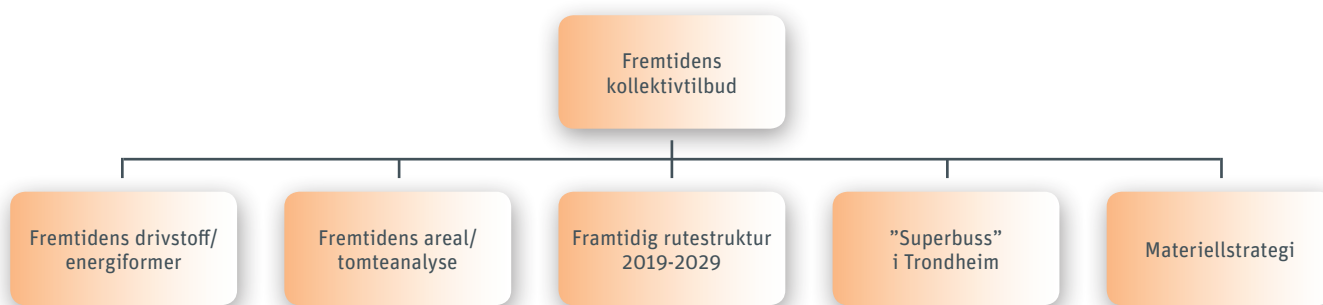 Fremtidens
kollektivtilbud
Fremtidens drivstoff/
energiformer
Fremtidens areal/
tomteanalyse
Framtidig rutestruktur
2019-2029
”Superbuss”
i Trondheim
Materiellstrategi